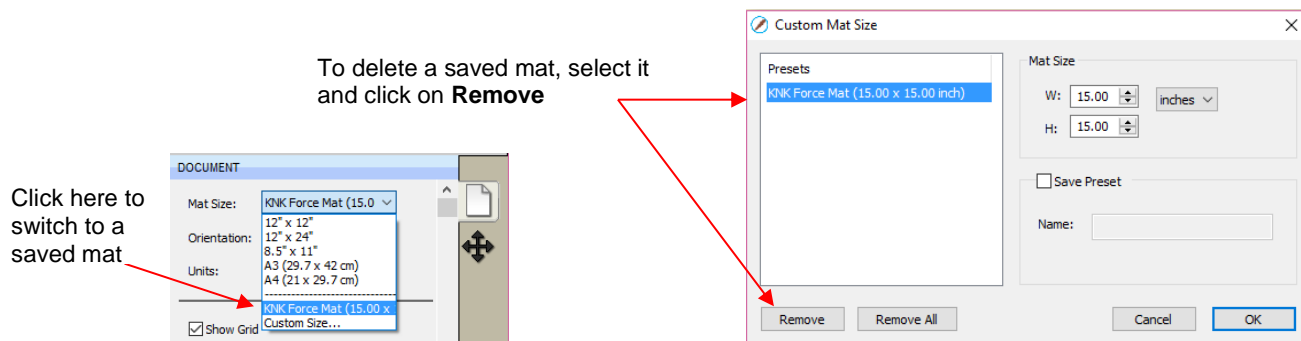 To delete a saved mat, select it
and click on Remove
Click here to
switch to a
saved mat
DOCUMENT
Mat Size: KNK Force Mat (15.0
12" x 12"
Orientation: 12" x 24"
8.5" x 11"
Units: A3 (29.7 x 42 cm)
A4 (21 x 29.7 cm)
--------------------------
KNK Force Mat (15.00 x
Show Grid Custom Size...
Custom Mat Size
Presets
KNK Force Mat (15.00 x 15.00 inch)
Mat Size
W: 15.00 inches
H: 15.00
Save Preset
Name:
Remove Remove All Cancel OK